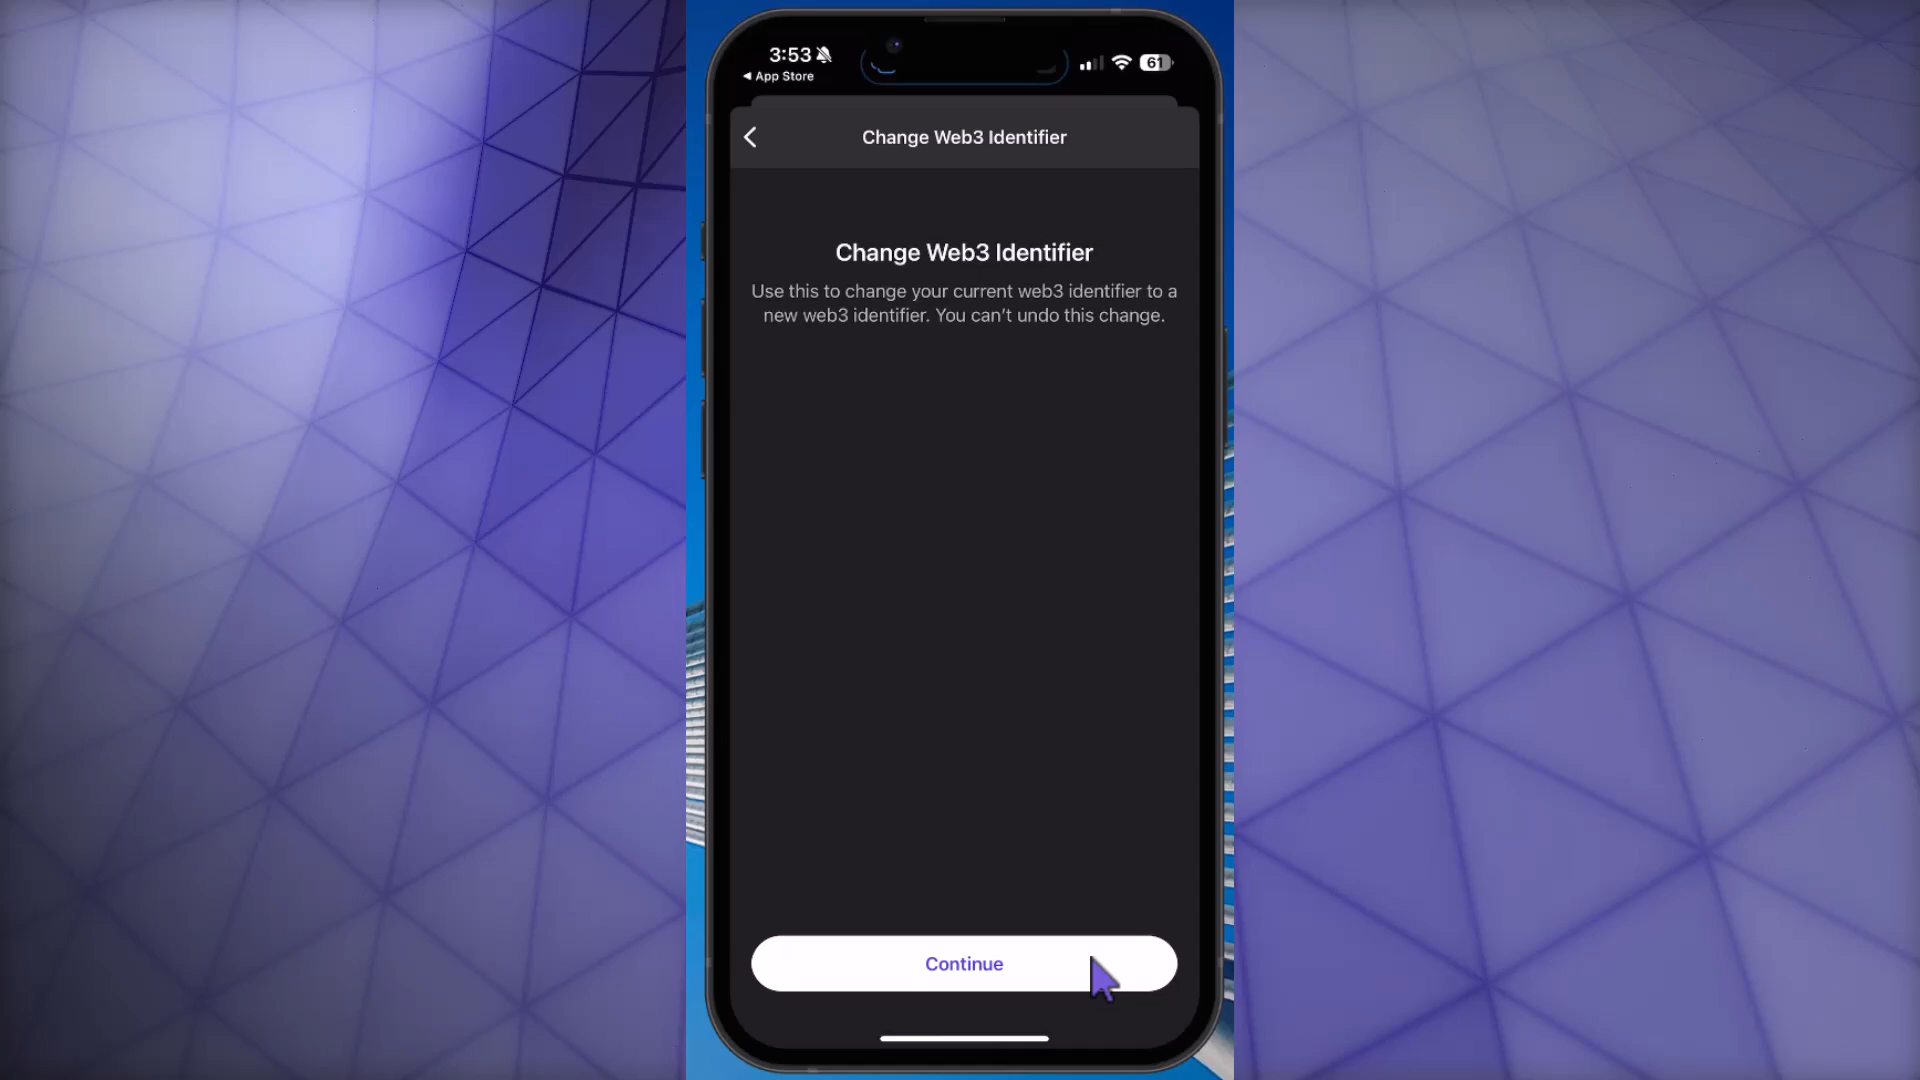 3:53
61
◀ App Store
Change Web3 Identifier
Change Web3 Identifier
Use this to change your current web3 identifier to a
new web3 identifier. You can't undo this change.
Continue